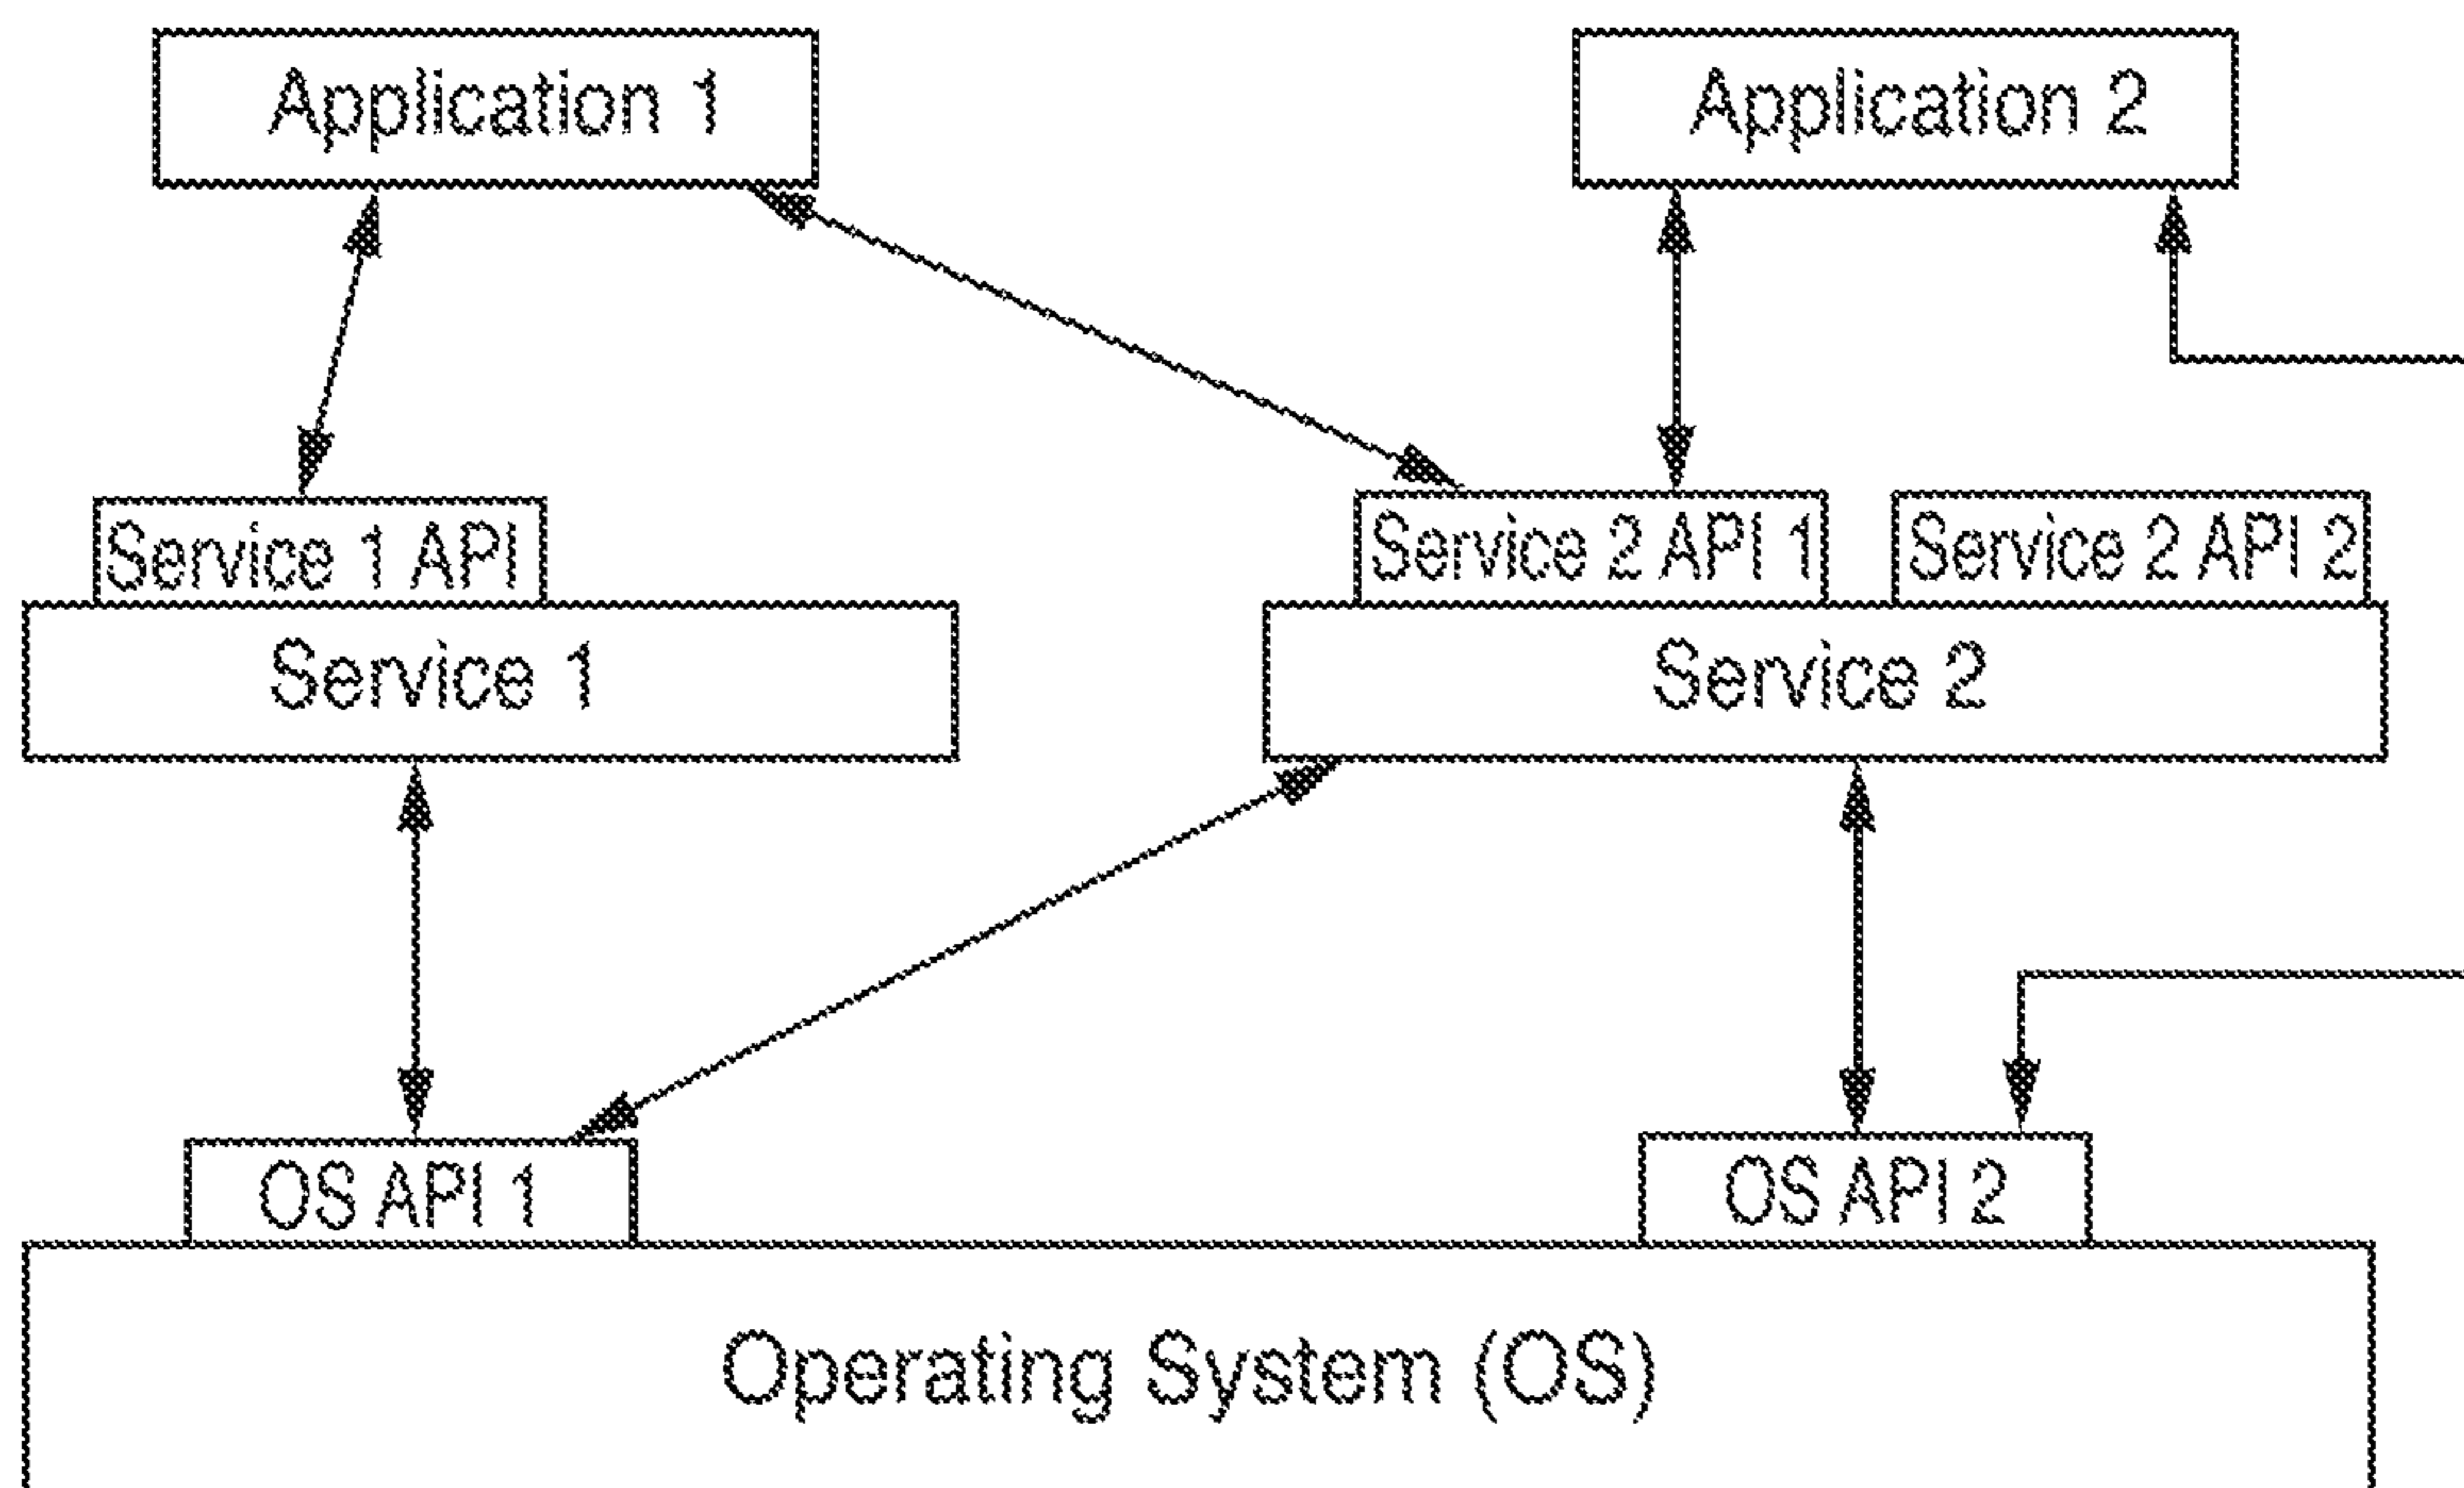 Application 1
Application 2
Service 1 API
Service 2 API 1
Service 2 API 2
Service 1
Service 2
OS API 1
OS API 2
Operating System (OS)